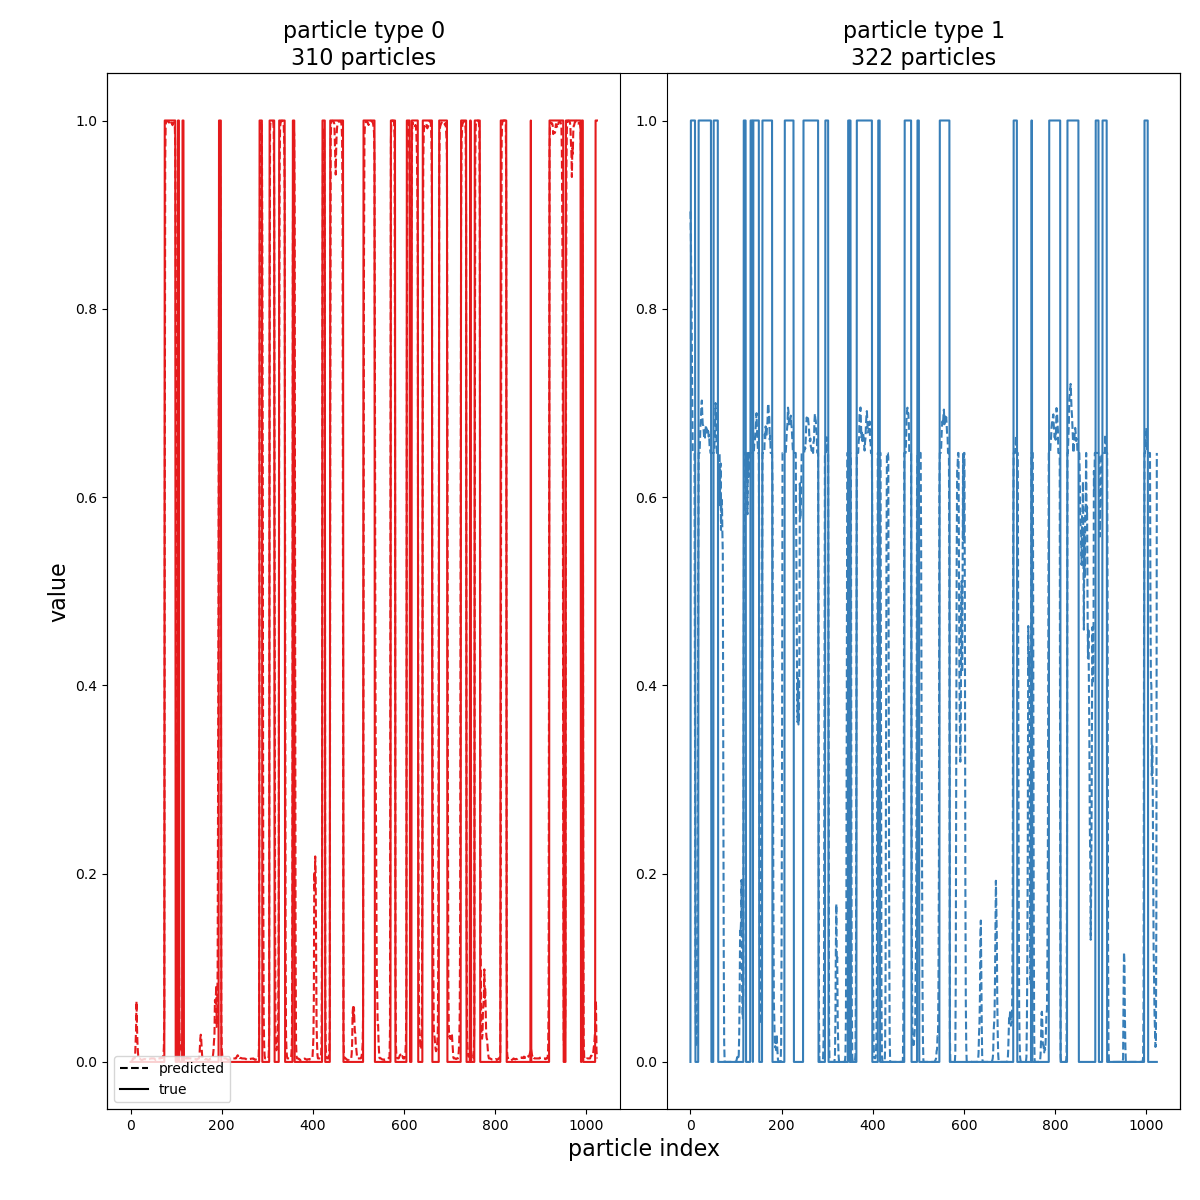 particle type 0
310 particles
particle type 1
322 particles
1.0
0.8
0.6
0.4
0.2
0.0
1.0
0.8
0.6
0.4
0.2
0.0
value
predicted
true
0 200 400 600 800 1000
0 200 400 600 800 1000
particle index